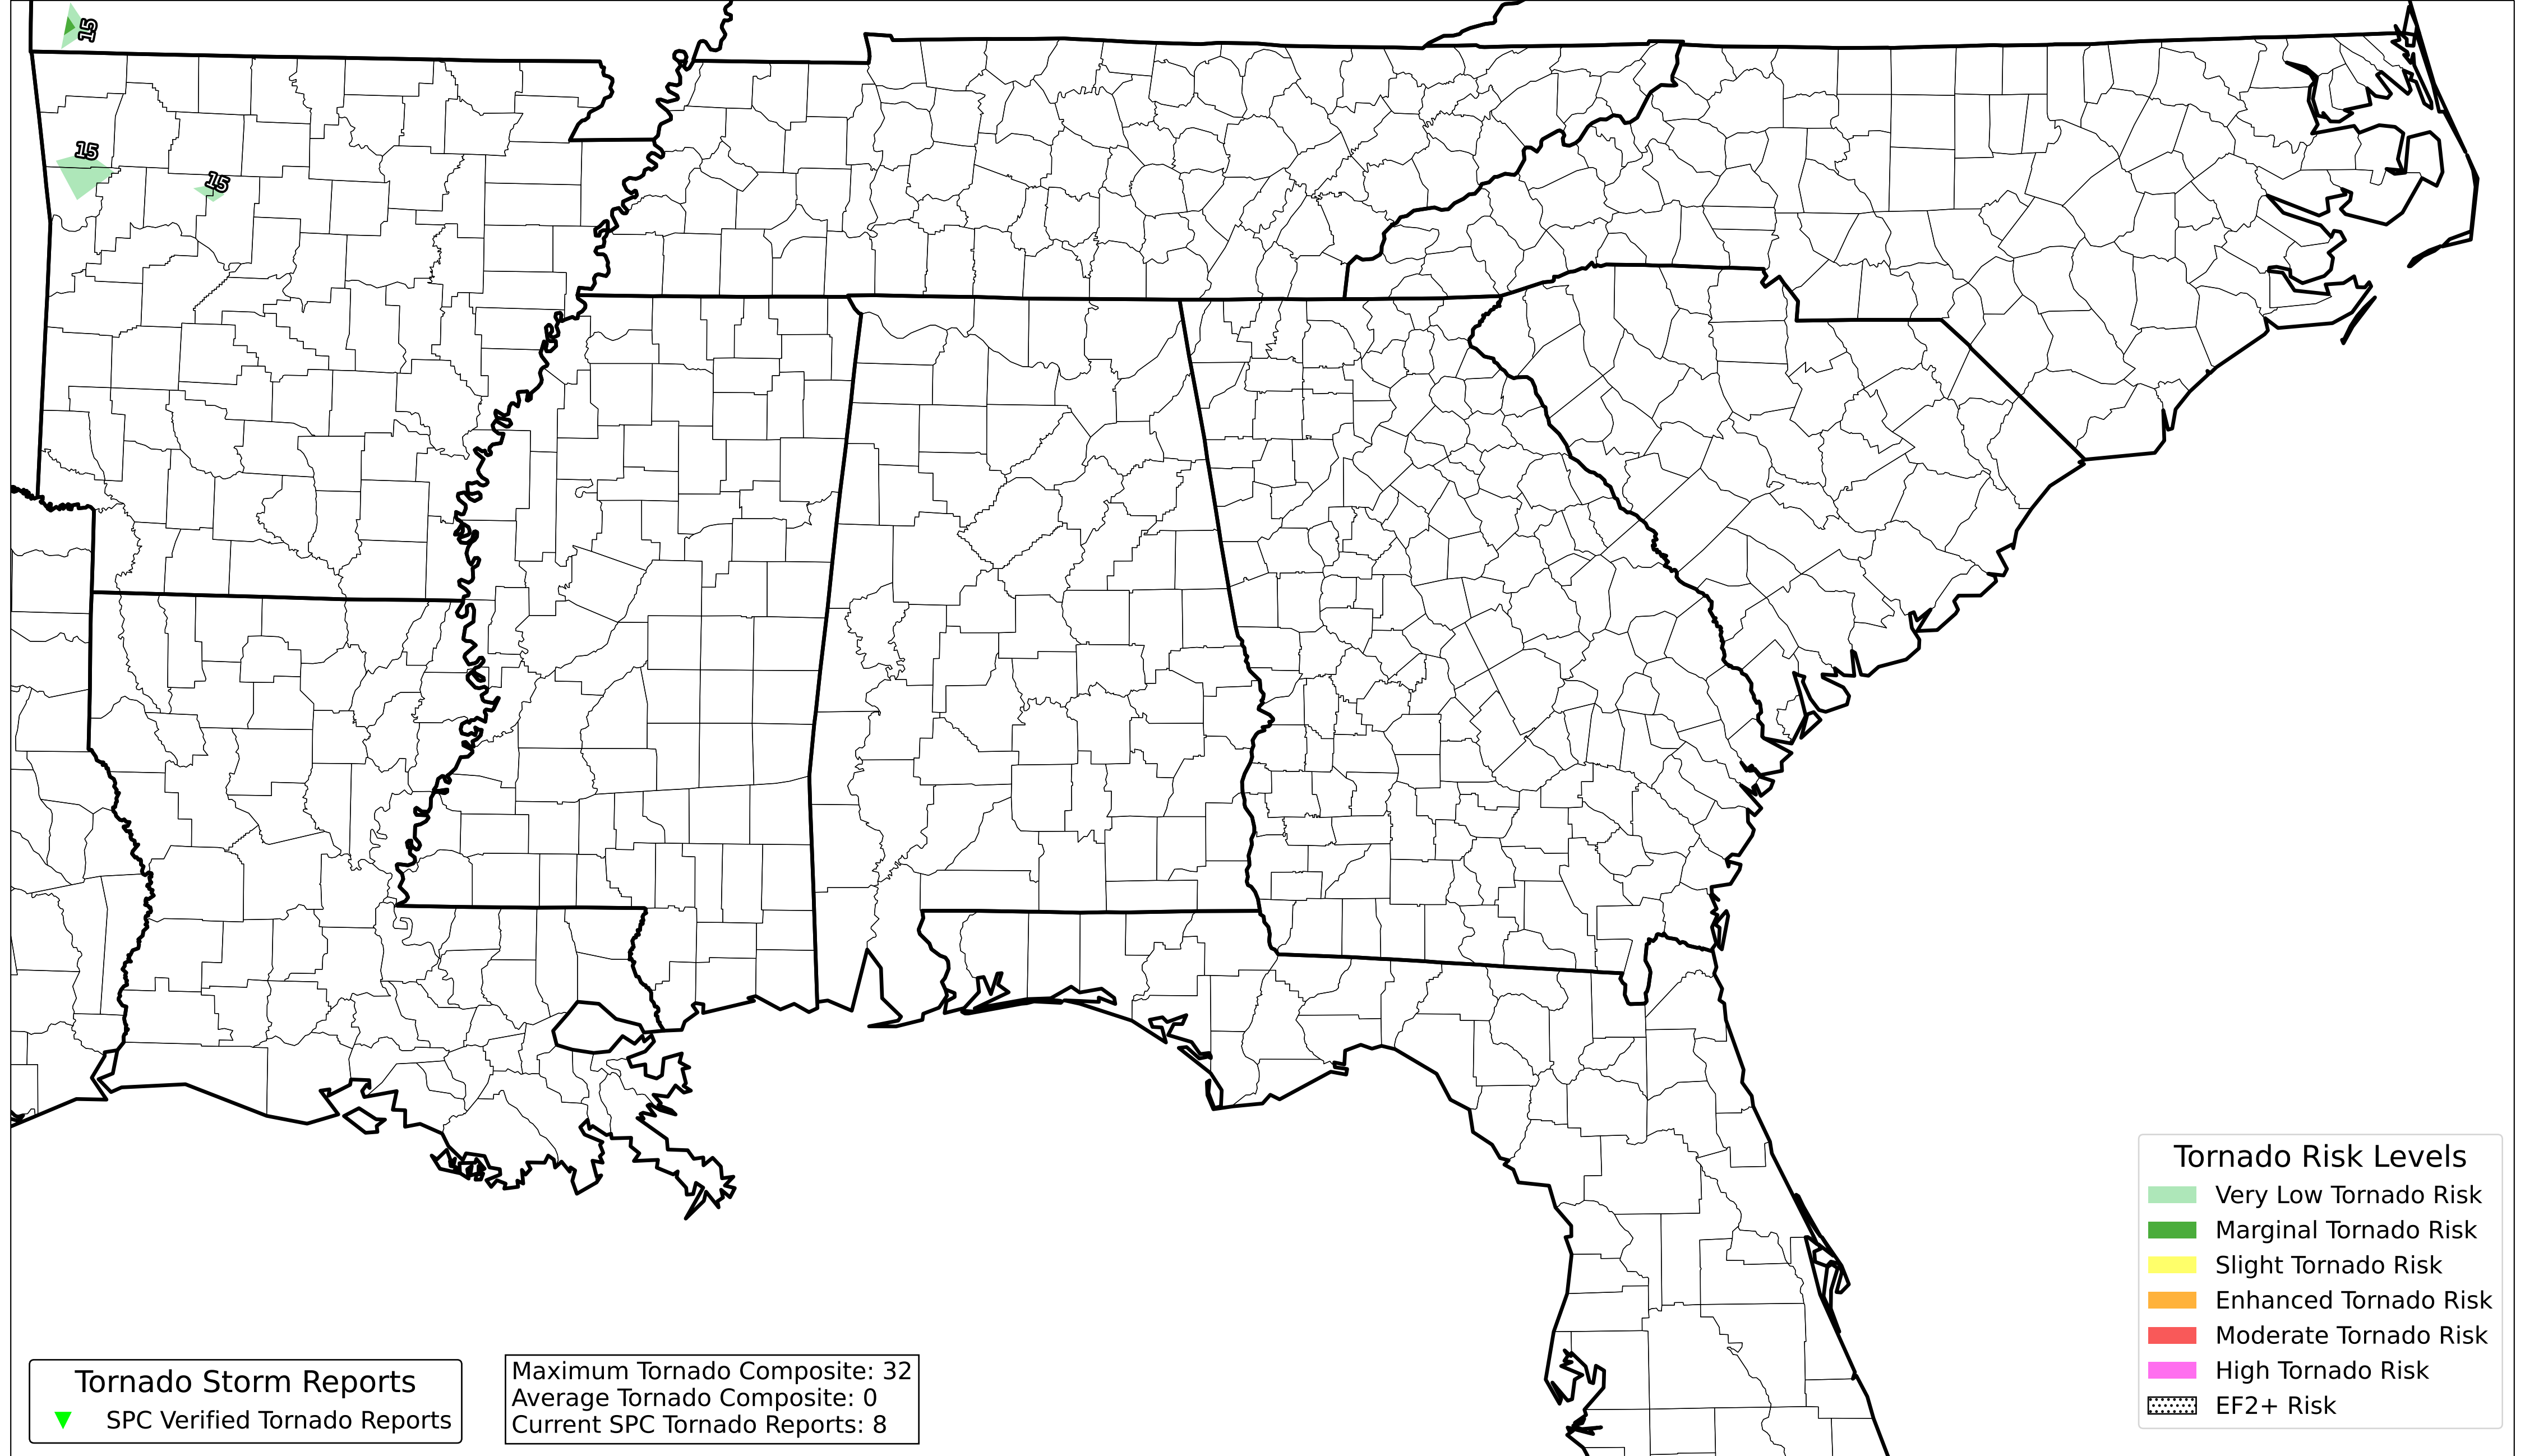 15
15
15
Tornado Storm Reports
SPC Verified Tornado Reports
Maximum Tornado Composite: 32
Average Tornado Composite: 0
Current SPC Tornado Reports: 8
Tornado Risk Levels
Very Low Tornado Risk
Marginal Tornado Risk
Slight Tornado Risk
Enhanced Tornado Risk
Moderate Tornado Risk
High Tornado Risk
EF2+ Risk